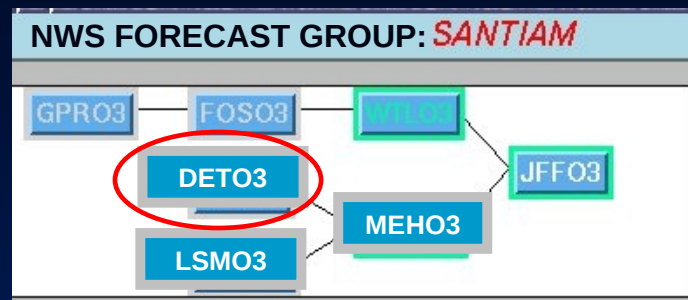 NWS FORECAST GROUP: SANTIAM
GPRO3 FOSO3 WTLO3
DETO3
JFFO3
MEHO3
LSMO3